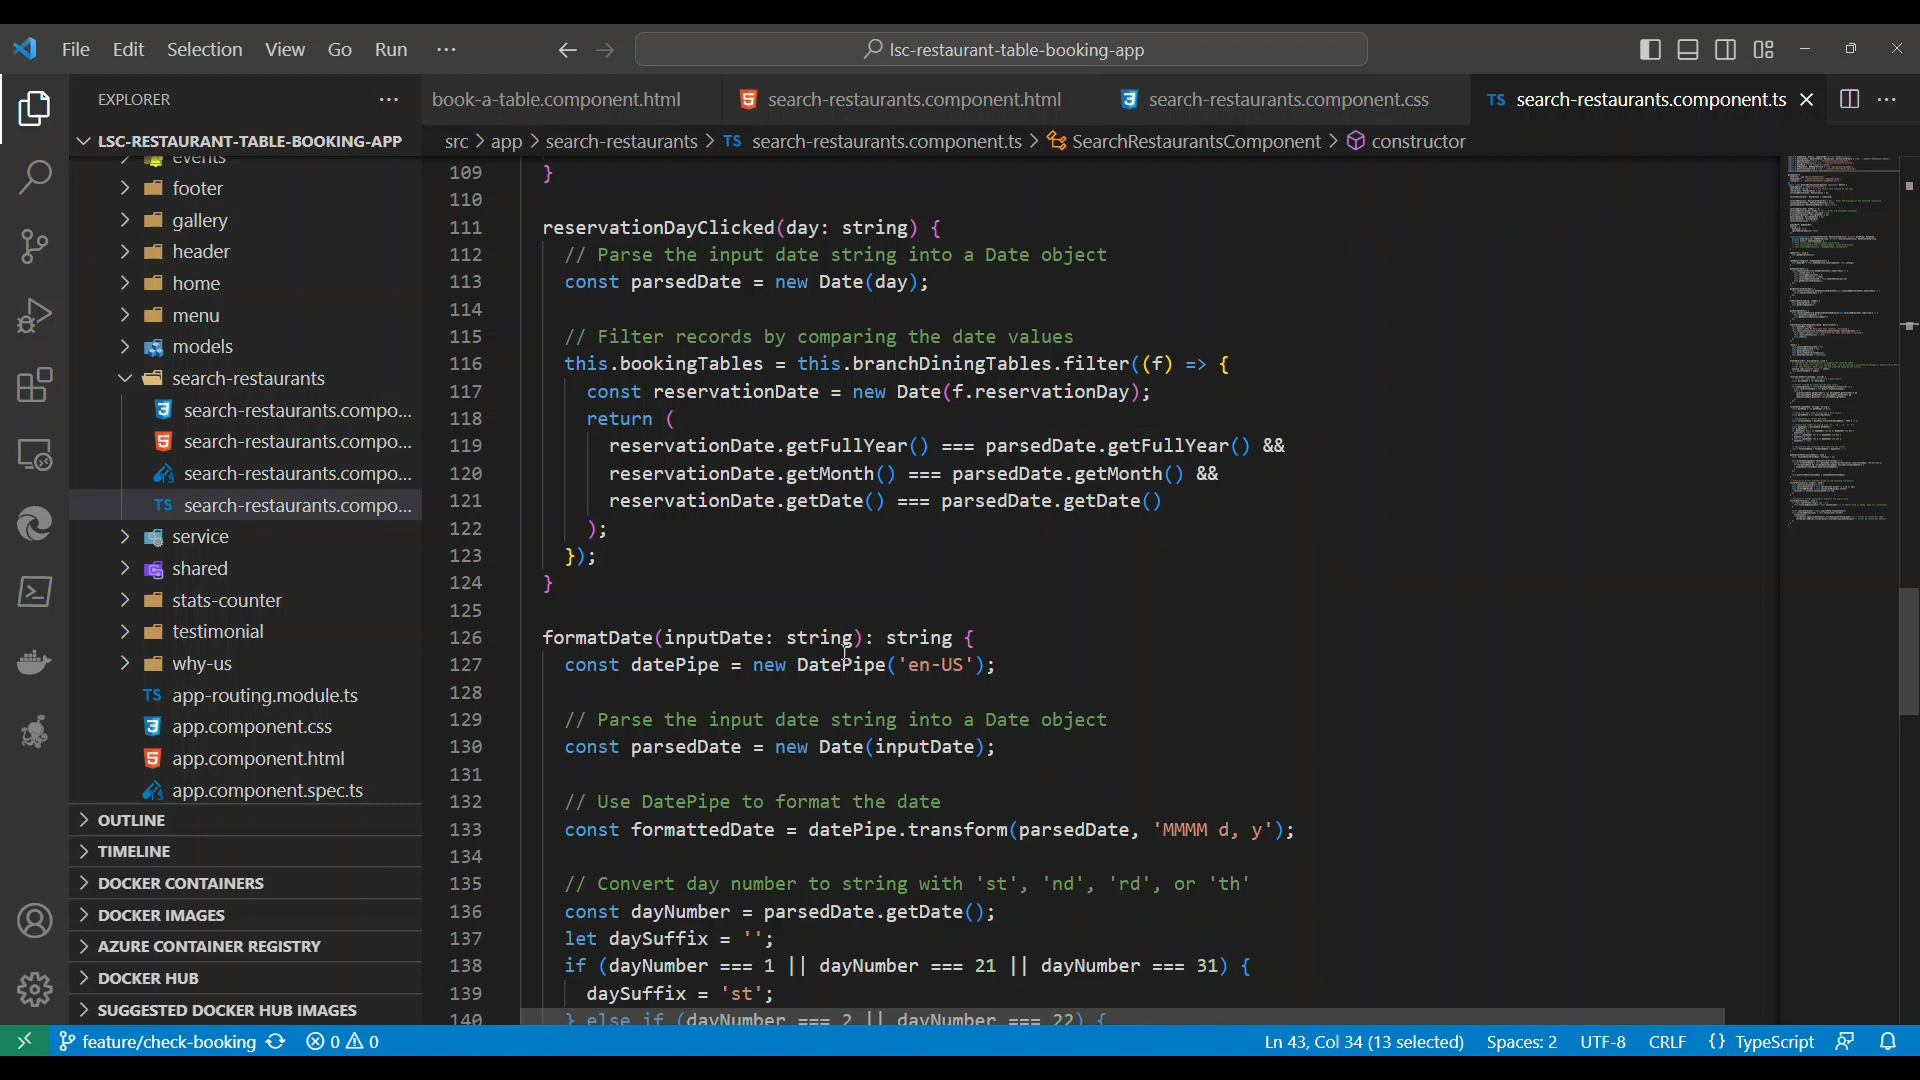 File Edit Selection View Go Run ···
lsc-restaurant-table-booking-app
EXPLORER
LSC-RESTAURANT-TABLE-BOOKING-APP
events
footer
gallery
header
home
menu
models
search-restaurants
search-restaurants.compo...
search-restaurants.compo...
search-restaurants.compo...
TS search-restaurants.compo...
service
shared
stats-counter
testimonial
why-us
TS app-routing.module.ts
app.component.css
app.component.html
app.component.spec.ts
OUTLINE
TIMELINE
DOCKER CONTAINERS
DOCKER IMAGES
AZURE CONTAINER REGISTRY
DOCKER HUB
SUGGESTED DOCKER HUB IMAGES
book-a-table.component.html search-restaurants.component.html search-restaurants.component.css TS search-restaurants.component.ts
src > app > search-restaurants > TS search-restaurants.component.ts > SearchRestaurantsComponent > constructor
109 }
110
111 reservationDayClicked(day: string) {
112 // Parse the input date string into a Date object
113 const parsedDate = new Date(day);
114
115 // Filter records by comparing the date values
116 this.bookingTables = this.branchDiningTables.filter((f) => {
117 const reservationDate = new Date(f.reservationDay);
118 return (
119 reservationDate.getFullYear() === parsedDate.getFullYear() &&
120 reservationDate.getMonth() === parsedDate.getMonth() &&
121 reservationDate.getDate() === parsedDate.getDate()
122 );
123 });
124 }
125
126 formatDate(inputDate: string): string {
127 const datePipe = new DatePipe('en-US');
128
129 // Parse the input date string into a Date object
130 const parsedDate = new Date(inputDate);
131
132 // Use DatePipe to format the date
133 const formattedDate = datePipe.transform(parsedDate, 'MMMM d, y');
134
135 // Convert day number to string with 'st', 'nd', 'rd', or 'th'
136 const dayNumber = parsedDate.getDate();
137 let daySuffix = '';
138 if (dayNumber === 1 || dayNumber === 21 || dayNumber === 31) {
139 daySuffix = 'st';
140 } else if (dayNumber === 2 || dayNumber === 22) {
feature/check-booking 0 0 Ln 43, Col 34 (13 selected) Spaces: 2 UTF-8 CRLF {} TypeScript